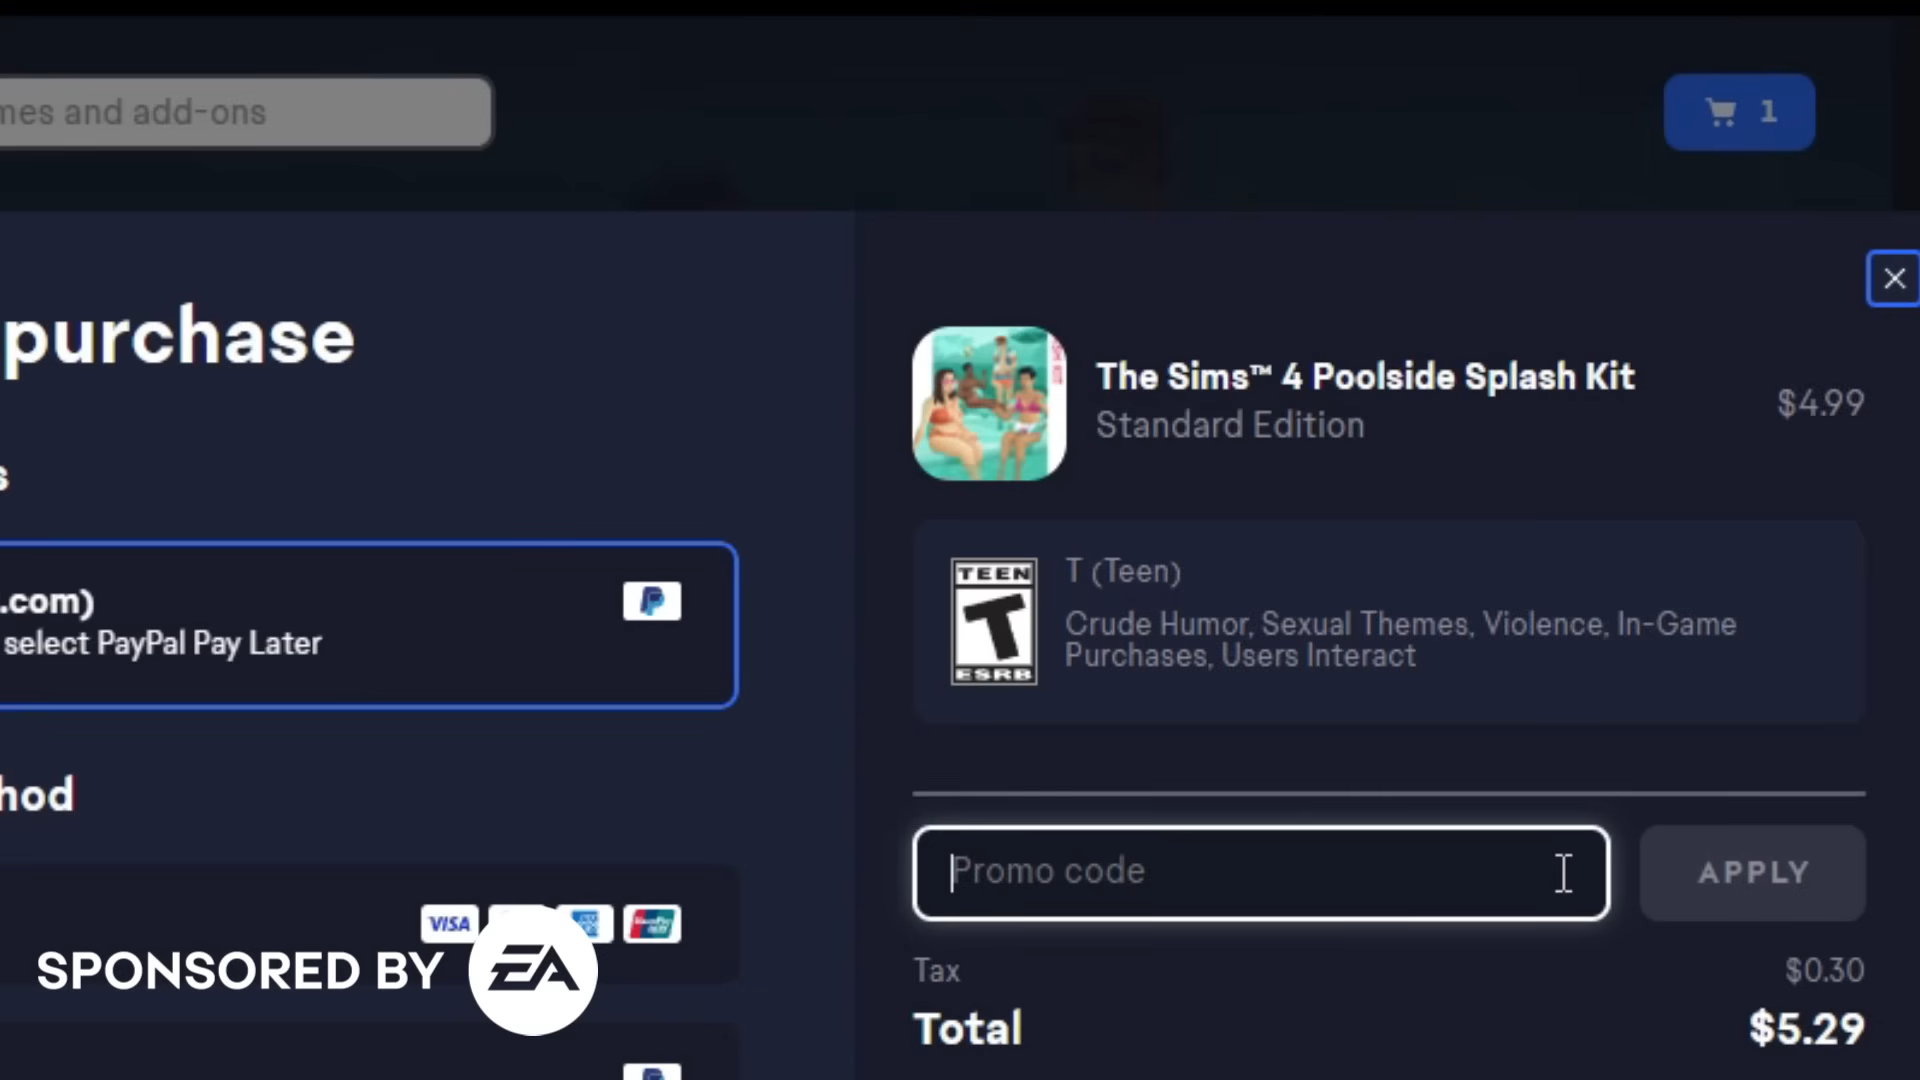 mes and add-ons
1
purchase
The Sims™ 4 Poolside Splash Kit
Standard Edition
$4.99
s
.com)
select PayPal Pay Later
TEEN
T
ESRB
T (Teen)
Crude Humor, Sexual Themes, Violence, In-Game
Purchases, Users Interact
hod
Promo code
APPLY
VISA
SPONSORED BY EA
Tax
$0.30
Total
$5.29